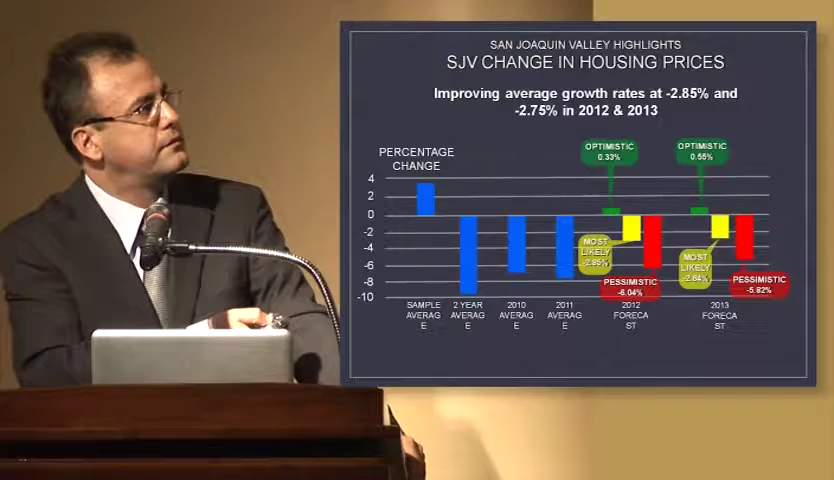 SAN JOAQUIN VALLEY HIGHLIGHTS
SJV CHANGE IN HOUSING PRICES
Improving average growth rates at -2.85% and
-2.75% in 2012 & 2013
PERCENTAGE
CHANGE
4
2
0
-2
-4
-6
-8
-10
OPTIMISTIC
0.33%
OPTIMISTIC
0.55%
MOST
LIKELY
-2.85%
MOST
LIKELY
-2.64%
PESSIMISTIC
-6.04%
PESSIMISTIC
-5.82%
SAMPLE
AVERAG
E
2 YEAR
AVERAG
E
2010
AVERAG
E
2011
AVERAG
E
2012
FORECA
ST
2013
FORECA
ST